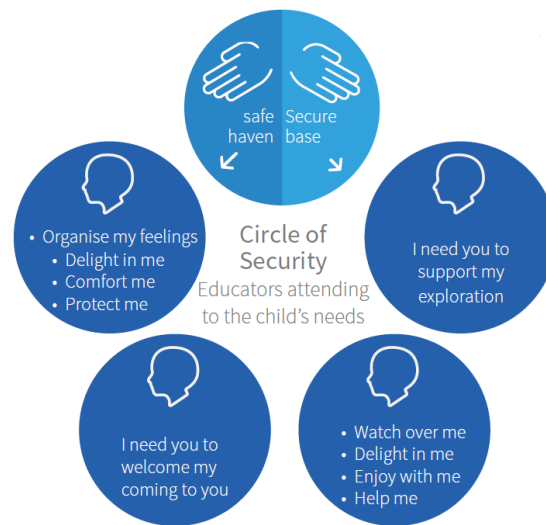 safe haven
Secure base
• Organise my feelings
• Delight in me
• Comfort me
• Protect me
Circle of
Security
Educators attending
to the child's needs
I need you to
support my
exploration
I need you to
welcome my
coming to you
• Watch over me
• Delight in me
• Enjoy with me
• Help me